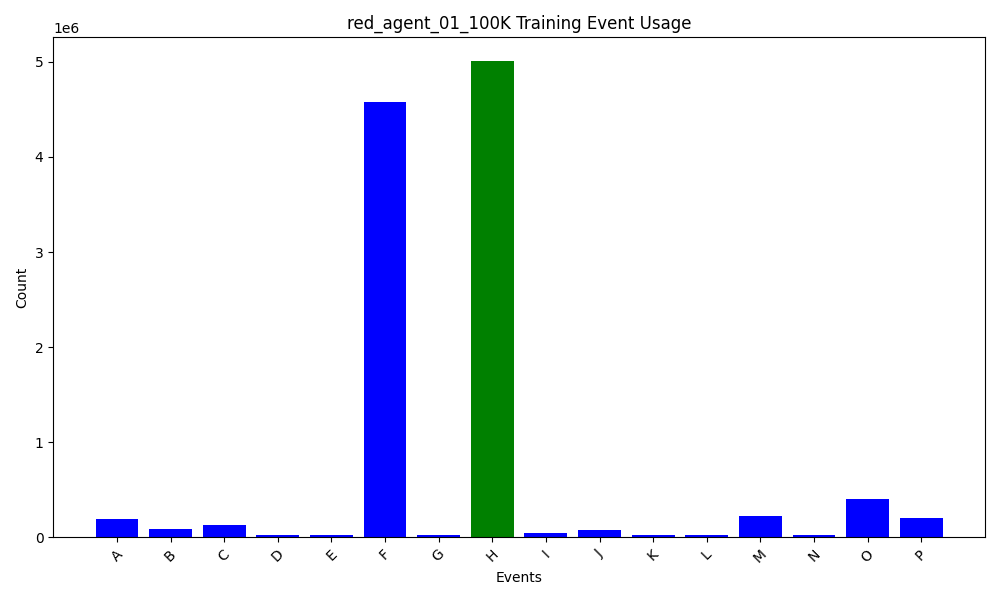 red_agent_01_100K Training Event Usage
1e6
5
4
3
2
1
0
Count
A B C D E F G H I J K L M N O P
Events